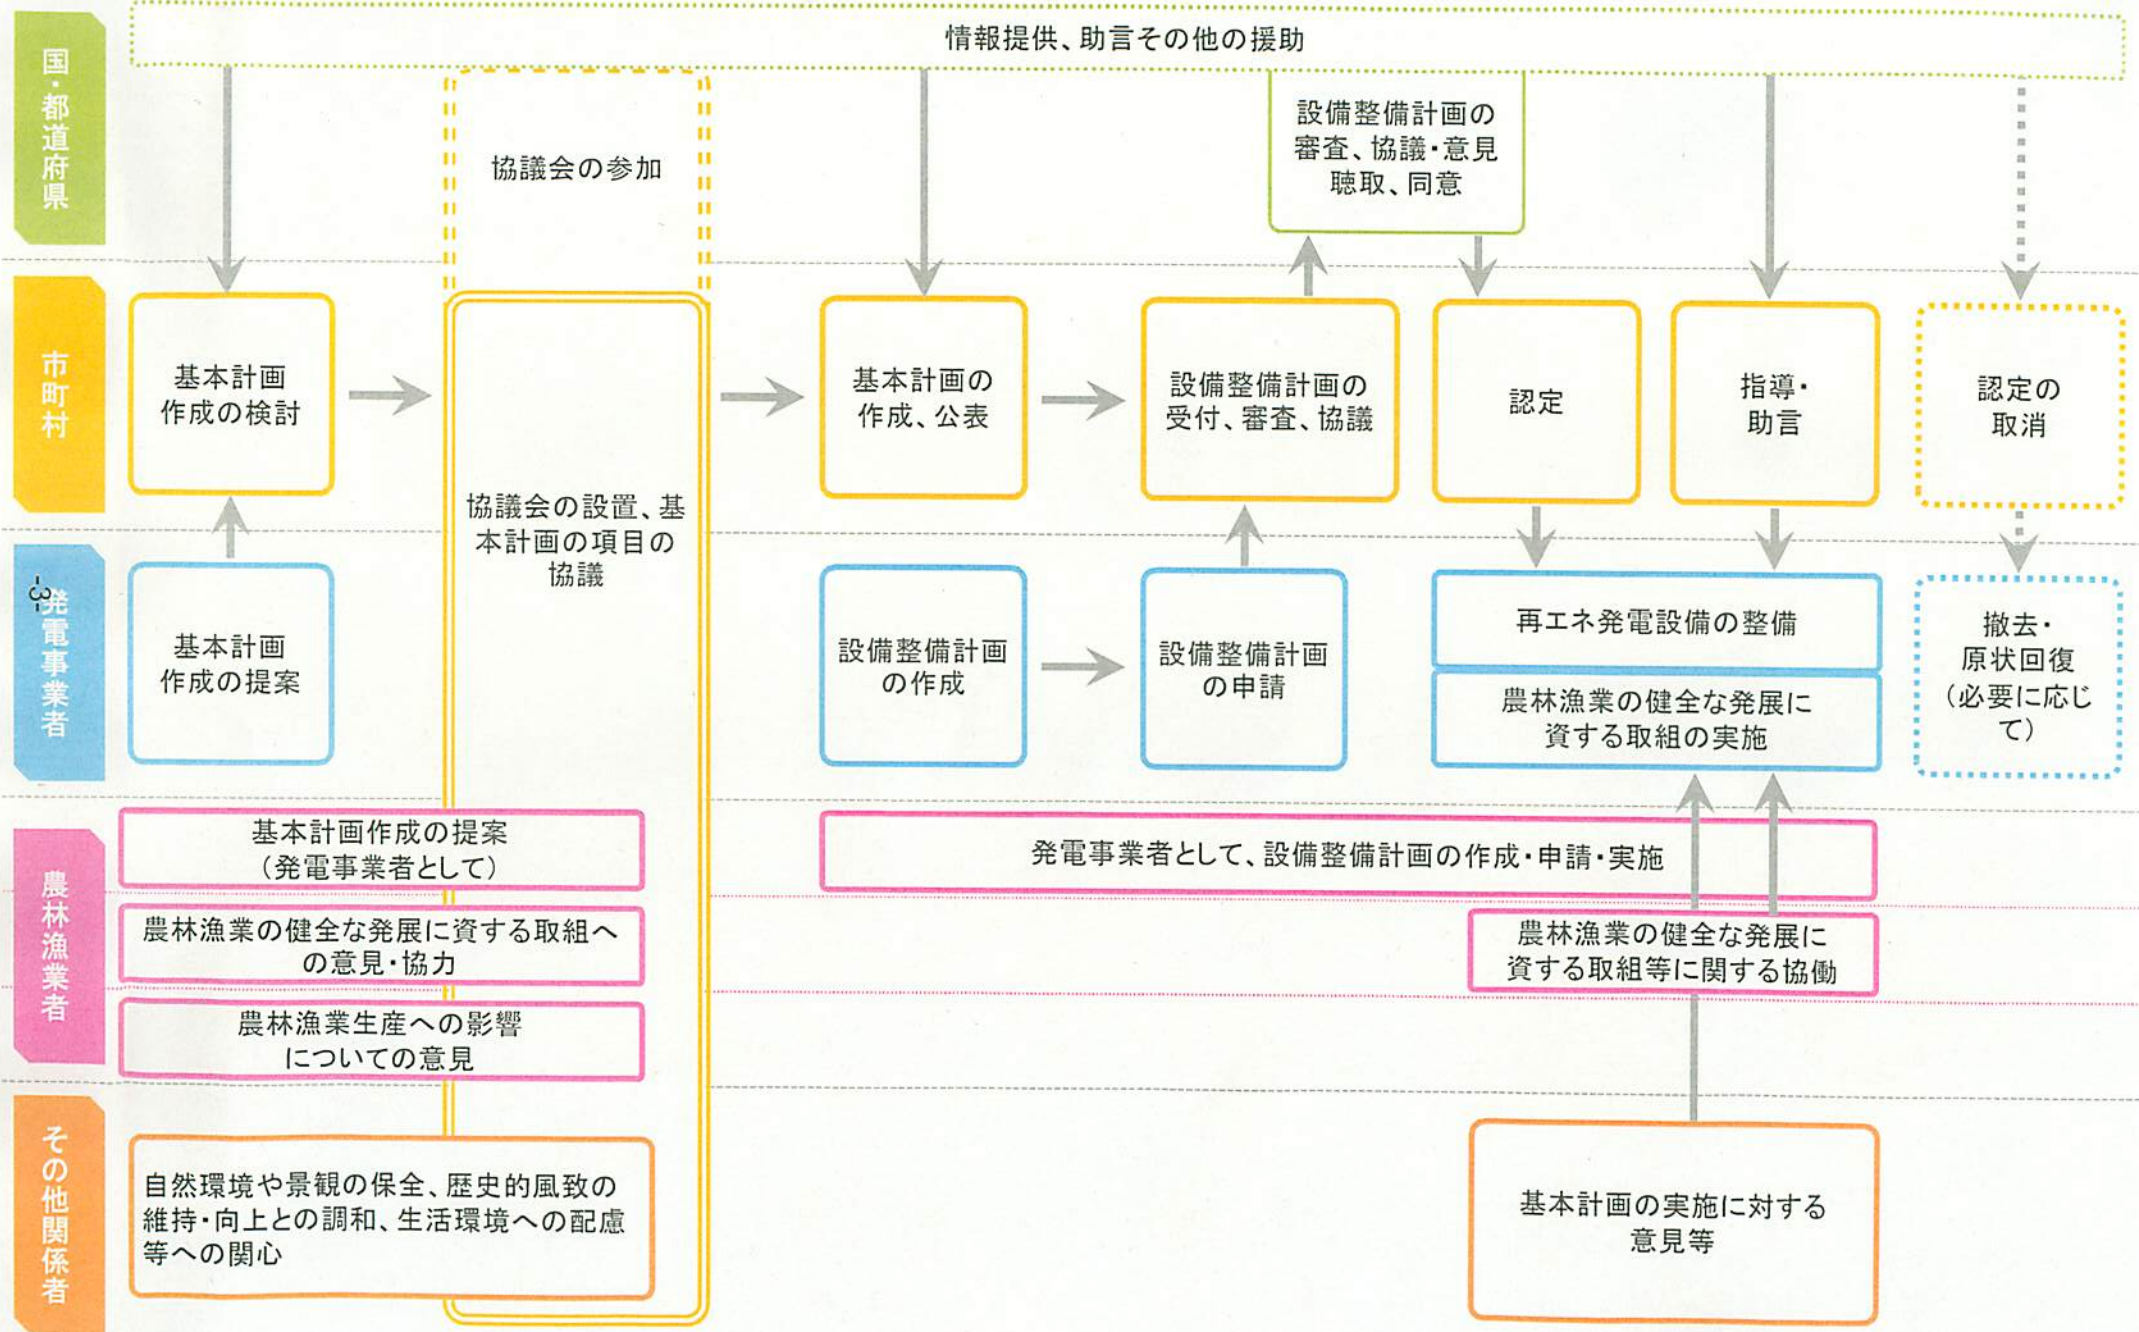 国・都道府県
情報提供、助言その他の援助
協議会の参加
設備整備計画の
審査、協議・意見
聴取、同意
市町村
基本計画
作成の検討
協議会の設置、基
本計画の項目の
協議
基本計画の
作成、公表
設備整備計画の
受付、審査、協議
認定
指導・
助言
認定の
取消
-3-
発電事業者
基本計画
作成の提案
設備整備計画
の作成
設備整備計画
の申請
再エネ発電設備の整備
農林漁業の健全な発展に
資する取組の実施
撤去・
原状回復
(必要に応じ
て)
農林漁業者
基本計画作成の提案
(発電事業者として)
農林漁業の健全な発展に資する取組へ
の意見・協力
農林漁業生産への影響
についての意見
発電事業者として、設備整備計画の作成・申請・実施
農林漁業の健全な発展に
資する取組等に関する協働
その他関係者
自然環境や景観の保全、歴史的風致の
維持・向上との調和、生活環境への配慮
等への関心
基本計画の実施に対する
意見等